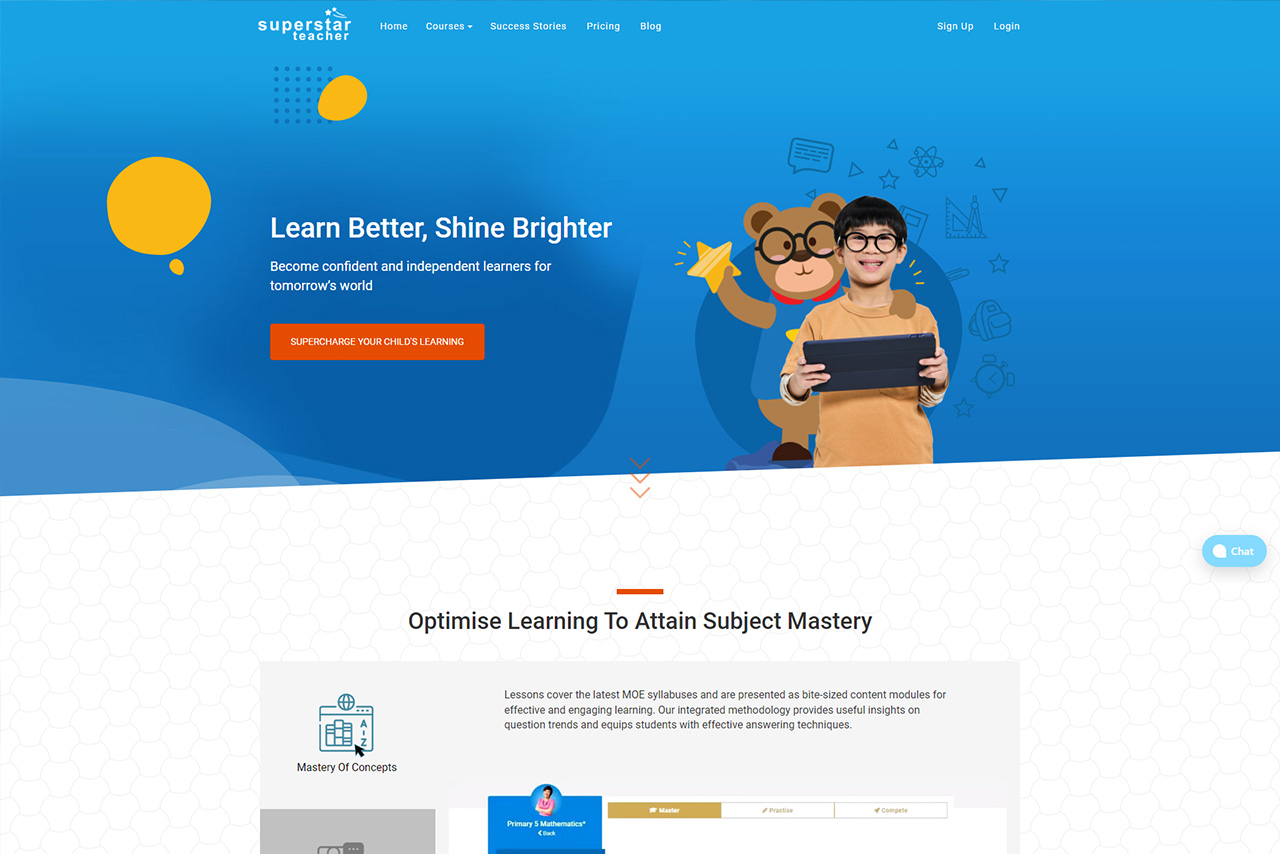 superstar
teacher
Home Courses Success Stories Pricing Blog Sign Up Login
Learn Better, Shine Brighter
Become confident and independent learners for
tomorrow's world
SUPERCHARGE YOUR CHILD'S LEARNING
Chat
Optimise Learning To Attain Subject Mastery
A
Z
Mastery Of Concepts
Lessons cover the latest MOE syllabuses and are presented as bite-sized content modules for
effective and engaging learning. Our integrated methodology provides useful insights on
question trends and equips students with effective answering techniques.
Primary 5 Mathematics*
Back
Master Practise Compete